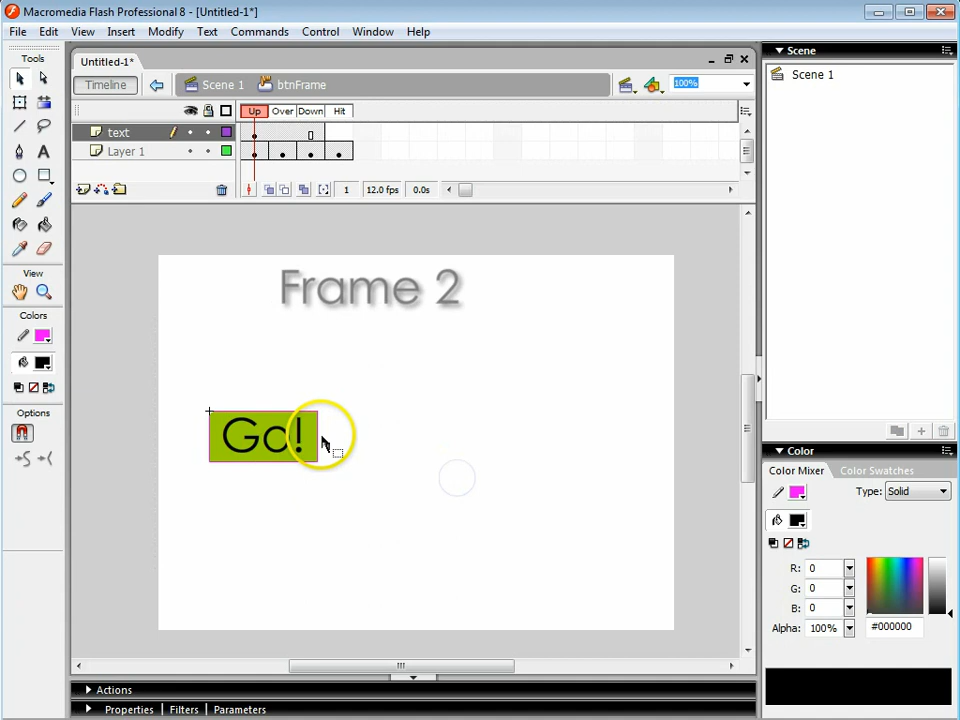 Macromedia Flash Professional 8 - [Untitled-1*]
File Edit View Insert Modify Text Commands Control Window Help
Tools
Untitled-1*
Timeline Scene 1 btnFrame 100%
Up Over Down Hit
text
Layer 1
1 12.0 fps 0.0s
Scene
Scene 1
View
Colors
Options
Frame 2
Go!
Color
Color Mixer Color Swatches
Type: Solid
R: 0
G: 0
B: 0
Alpha: 100% #000000
Actions
Properties Filters Parameters